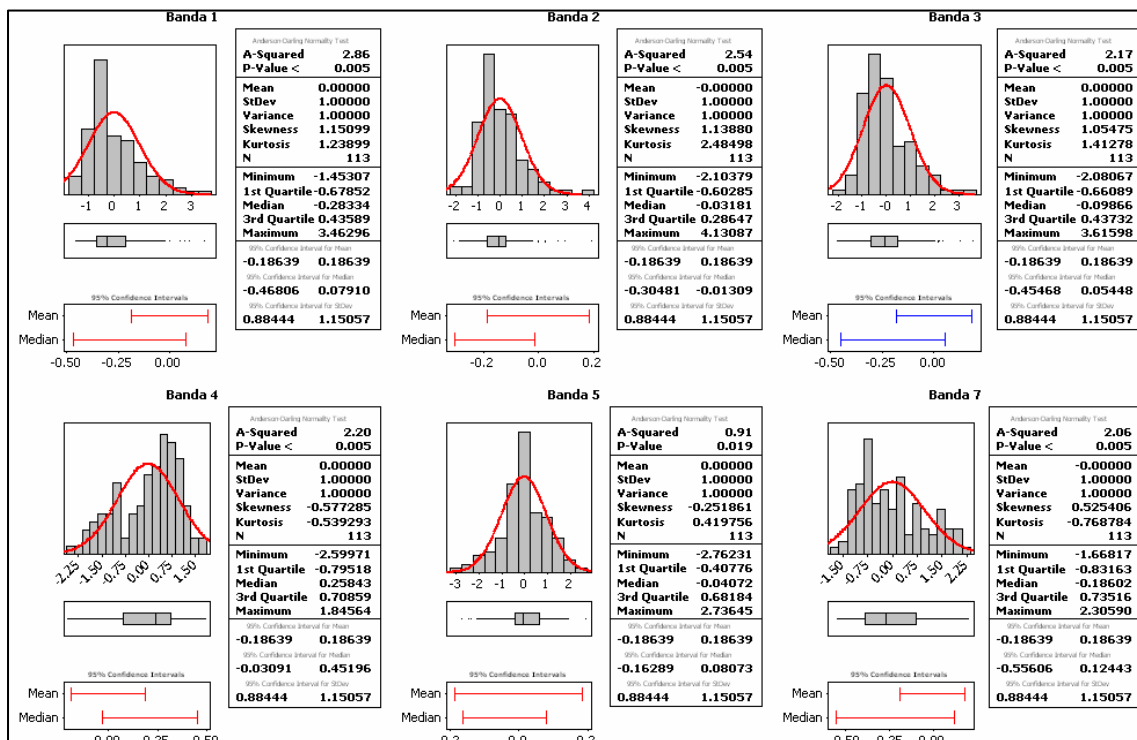 Banda 1
Anderson-Darling Normality Test
A-Squared 2.86
P-Value < 0.005
Mean 0.00000
StDev 1.00000
Variance 1.00000
Skewness 1.15099
Kurtosis 1.23899
N 113
Minimum -1.45307
1st Quartile -0.67852
Median -0.28334
3rd Quartile 0.43589
Maximum 3.46296
95% Confidence Interval for Mean
-0.18639 0.18639
95% Confidence Interval for Median
-0.46806 0.07910
95% Confidence Interval for StDev
0.88444 1.15057
-1 0 1 2 3
95% Confidence Intervals
Mean
Median
-0.50 -0.25 0.00
Banda 2
Anderson-Darling Normality Test
A-Squared 2.54
P-Value < 0.005
Mean -0.00000
StDev 1.00000
Variance 1.00000
Skewness 1.13880
Kurtosis 2.48498
N 113
Minimum -2.10379
1st Quartile -0.60285
Median -0.03181
3rd Quartile 0.28647
Maximum 4.13087
95% Confidence Interval for Mean
-0.18639 0.18639
95% Confidence Interval for Median
-0.30481 -0.01309
95% Confidence Interval for StDev
0.88444 1.15057
-2 -1 0 1 2 3 4
95% Confidence Intervals
Mean
Median
-0.2 0.0 0.2
Banda 3
Anderson-Darling Normality Test
A-Squared 2.17
P-Value < 0.005
Mean 0.00000
StDev 1.00000
Variance 1.00000
Skewness 1.05475
Kurtosis 1.41278
N 113
Minimum -2.08067
1st Quartile -0.66089
Median -0.09866
3rd Quartile 0.43732
Maximum 3.61598
95% Confidence Interval for Mean
-0.18639 0.18639
95% Confidence Interval for Median
-0.45468 0.05448
95% Confidence Interval for StDev
0.88444 1.15057
-2 -1 0 1 2 3
95% Confidence Intervals
Mean
Median
-0.50 -0.25 0.00
Banda 4
Anderson-Darling Normality Test
A-Squared 2.20
P-Value < 0.005
Mean 0.00000
StDev 1.00000
Variance 1.00000
Skewness -0.577285
Kurtosis -0.539293
N 113
Minimum -2.59971
1st Quartile -0.79518
Median 0.25843
3rd Quartile 0.70859
Maximum 1.84564
95% Confidence Interval for Mean
-0.18639 0.18639
95% Confidence Interval for Median
-0.03091 0.45196
95% Confidence Interval for StDev
0.88444 1.15057
-2.25 -1.50 -0.75 0.00 0.75 1.50
95% Confidence Intervals
Mean
Median
Banda 5
Anderson-Darling Normality Test
A-Squared 0.91
P-Value 0.019
Mean 0.00000
StDev 1.00000
Variance 1.00000
Skewness -0.251861
Kurtosis 0.419756
N 113
Minimum -2.76231
1st Quartile -0.40776
Median -0.04072
3rd Quartile 0.68184
Maximum 2.73645
95% Confidence Interval for Mean
-0.18639 0.18639
95% Confidence Interval for Median
-0.16289 0.08073
95% Confidence Interval for StDev
0.88444 1.15057
-3 -2 -1 0 1 2
95% Confidence Intervals
Mean
Median
Banda 7
Anderson-Darling Normality Test
A-Squared 2.06
P-Value < 0.005
Mean -0.00000
StDev 1.00000
Variance 1.00000
Skewness 0.525406
Kurtosis -0.768784
N 113
Minimum -1.66817
1st Quartile -0.83163
Median -0.18602
3rd Quartile 0.73516
Maximum 2.30590
95% Confidence Interval for Mean
-0.18639 0.18639
95% Confidence Interval for Median
-0.55606 0.12443
95% Confidence Interval for StDev
0.88444 1.15057
-1.50 -0.75 0.00 0.75 1.50 2.25
95% Confidence Intervals
Mean
Median